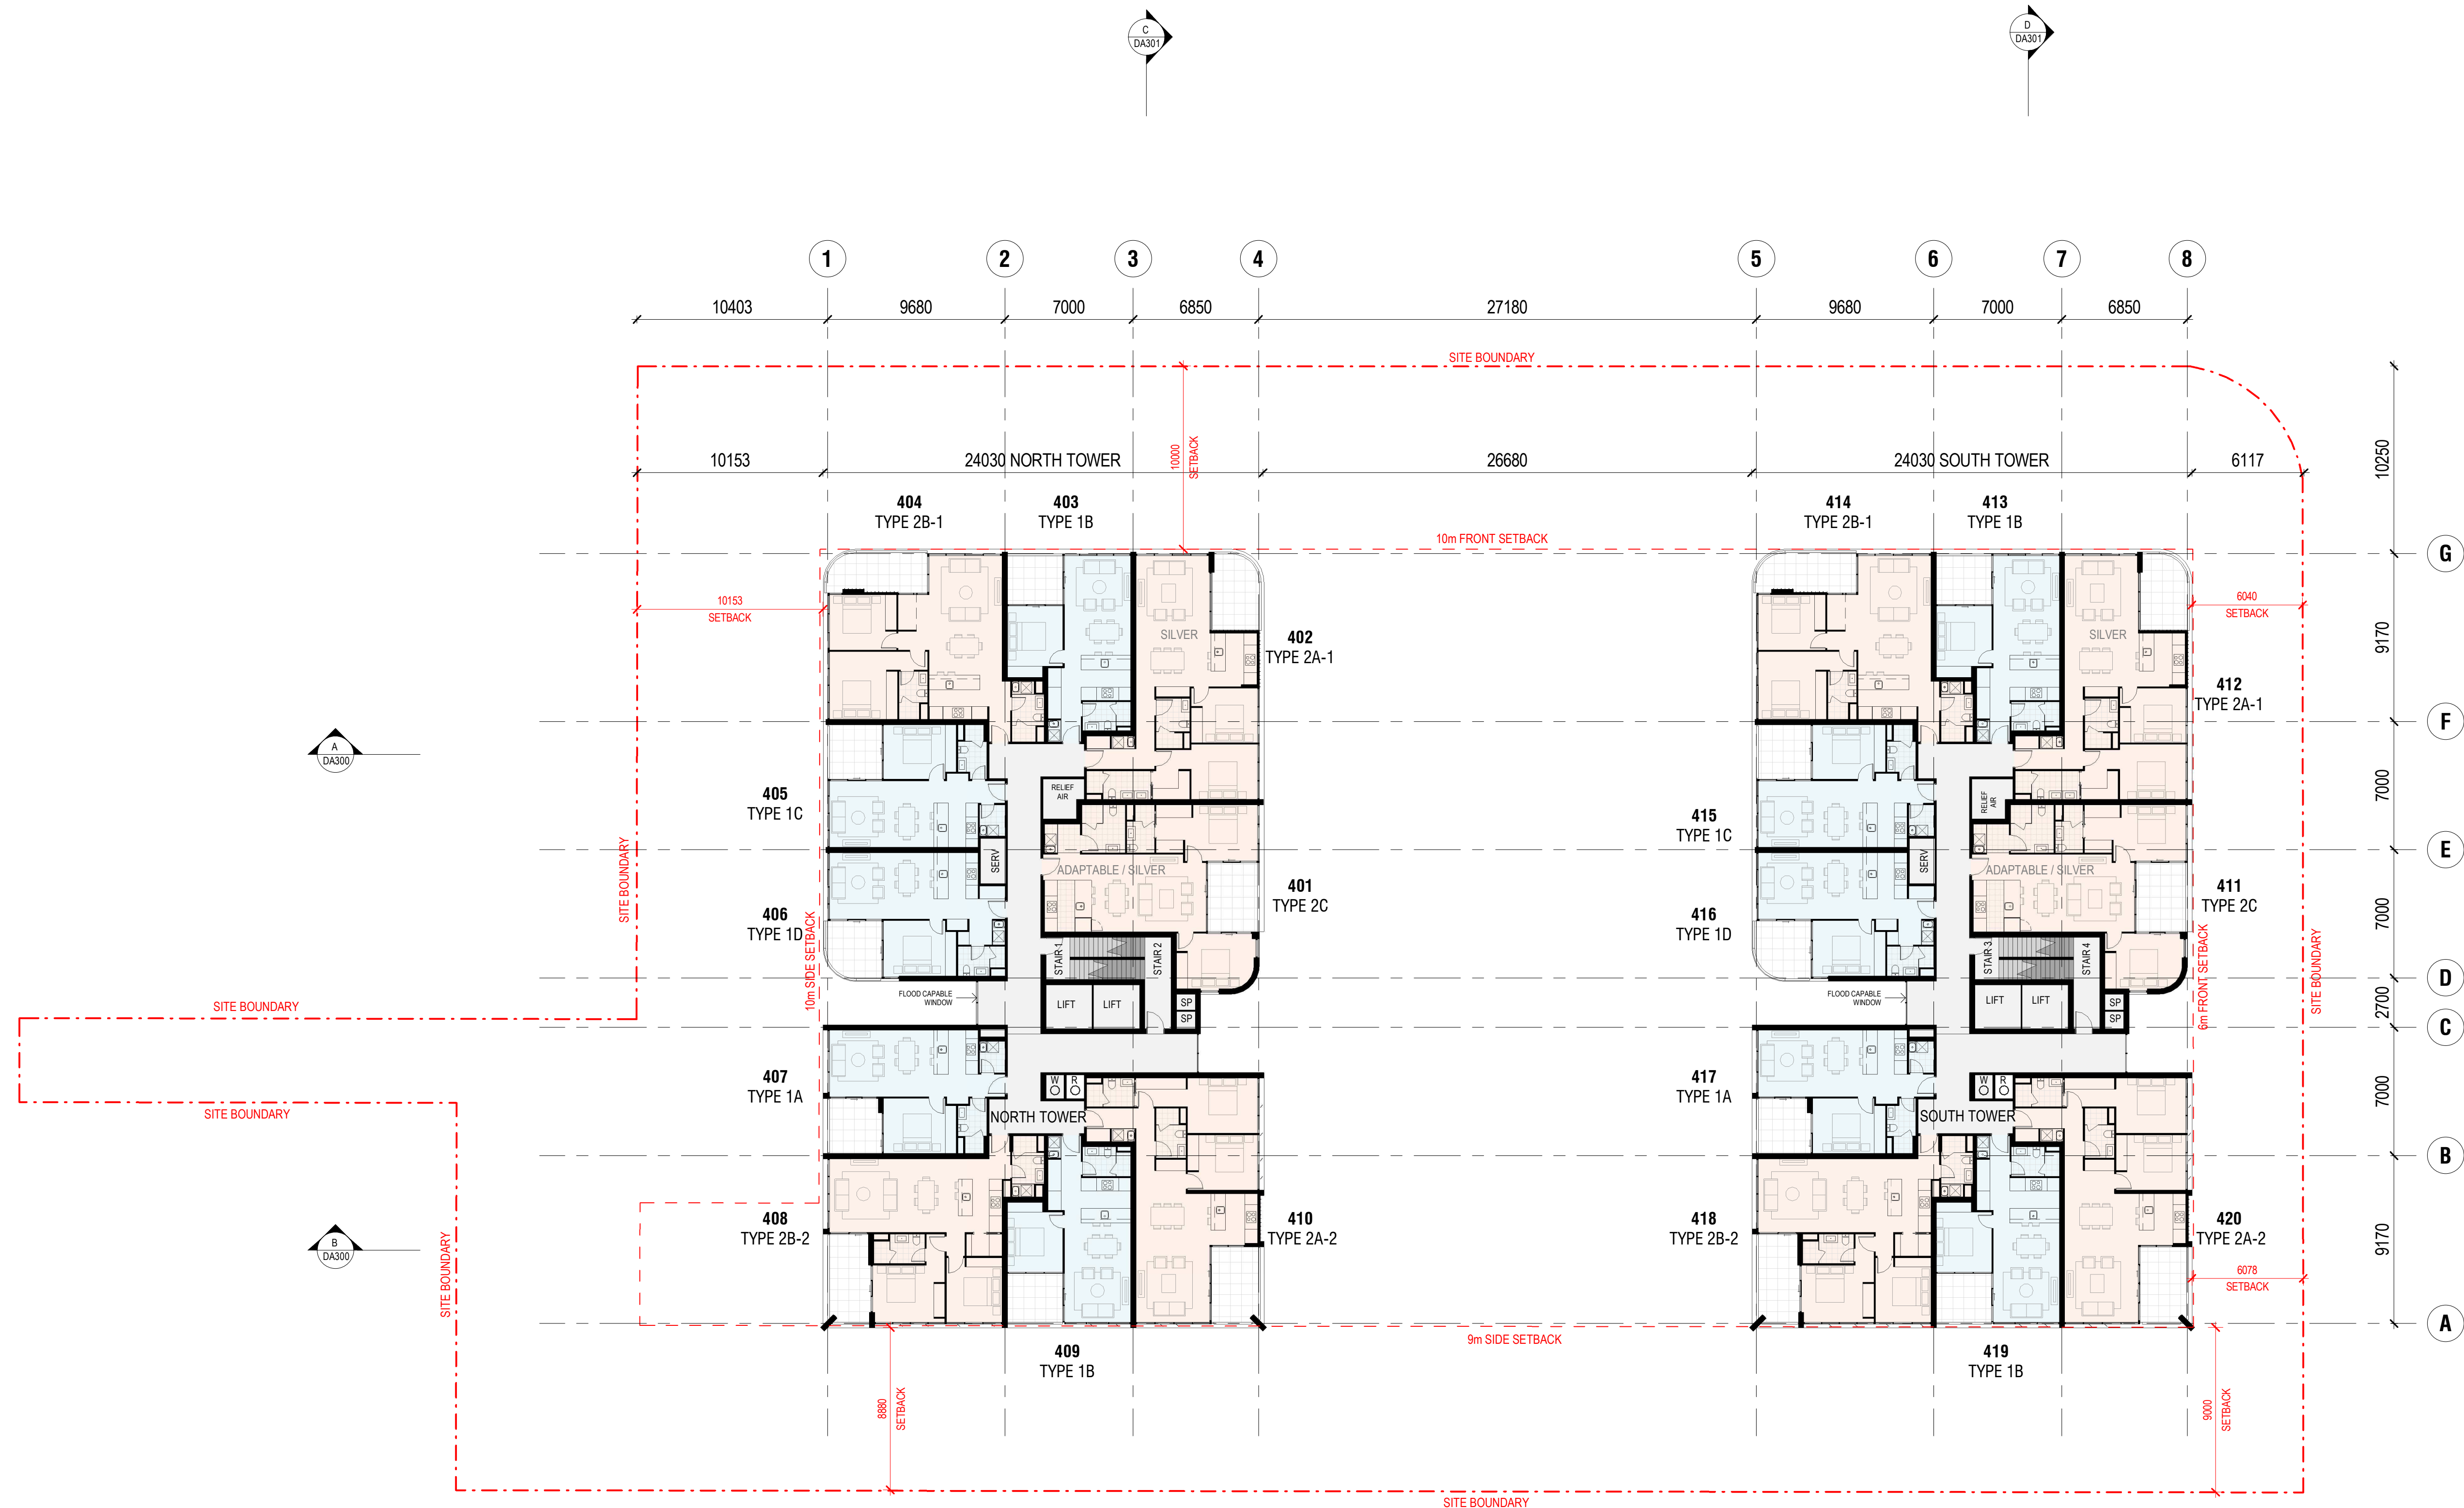 C
DA301
D
DA301
1
2
3
4
5
6
7
8
10403
9680
7000
6850
27180
9680
7000
6850
SITE BOUNDARY
10153
24030 NORTH TOWER
10000
SETBACK
26680
24030 SOUTH TOWER
6117
10250
404
TYPE 2B-1
403
TYPE 1B
414
TYPE 2B-1
413
TYPE 1B
10m FRONT SETBACK
G
10153
SETBACK
6040
SETBACK
SILVER
402
TYPE 2A-1
SILVER
412
TYPE 2A-1
9170
F
A
DA300
405
TYPE 1C
RELIEF
AIR
415
TYPE 1C
RELIEF
AIR
7000
E
SITE BOUNDARY
SERV
ADAPTABLE / SILVER
401
TYPE 2C
SERV
ADAPTABLE / SILVER
411
TYPE 2C
406
TYPE 1D
416
TYPE 1D
7000
10m SIDE SETBACK
STAIR 1
STAIR 2
STAIR 3
STAIR 4
6m FRONT SETBACK
SITE BOUNDARY
D
FLOOD CAPABLE
WINDOW
LIFT
LIFT
SP
SP
FLOOD CAPABLE
WINDOW
LIFT
LIFT
SP
SP
2700
C
SITE BOUNDARY
SITE BOUNDARY
407
TYPE 1A
W
R
NORTH TOWER
417
TYPE 1A
W
R
SOUTH TOWER
7000
B
408
TYPE 2B-2
410
TYPE 2A-2
418
TYPE 2B-2
420
TYPE 2A-2
9170
B
DA300
SITE BOUNDARY
6078
SETBACK
A
9m SIDE SETBACK
409
TYPE 1B
419
TYPE 1B
8880
SETBACK
9000
SETBACK
SITE BOUNDARY